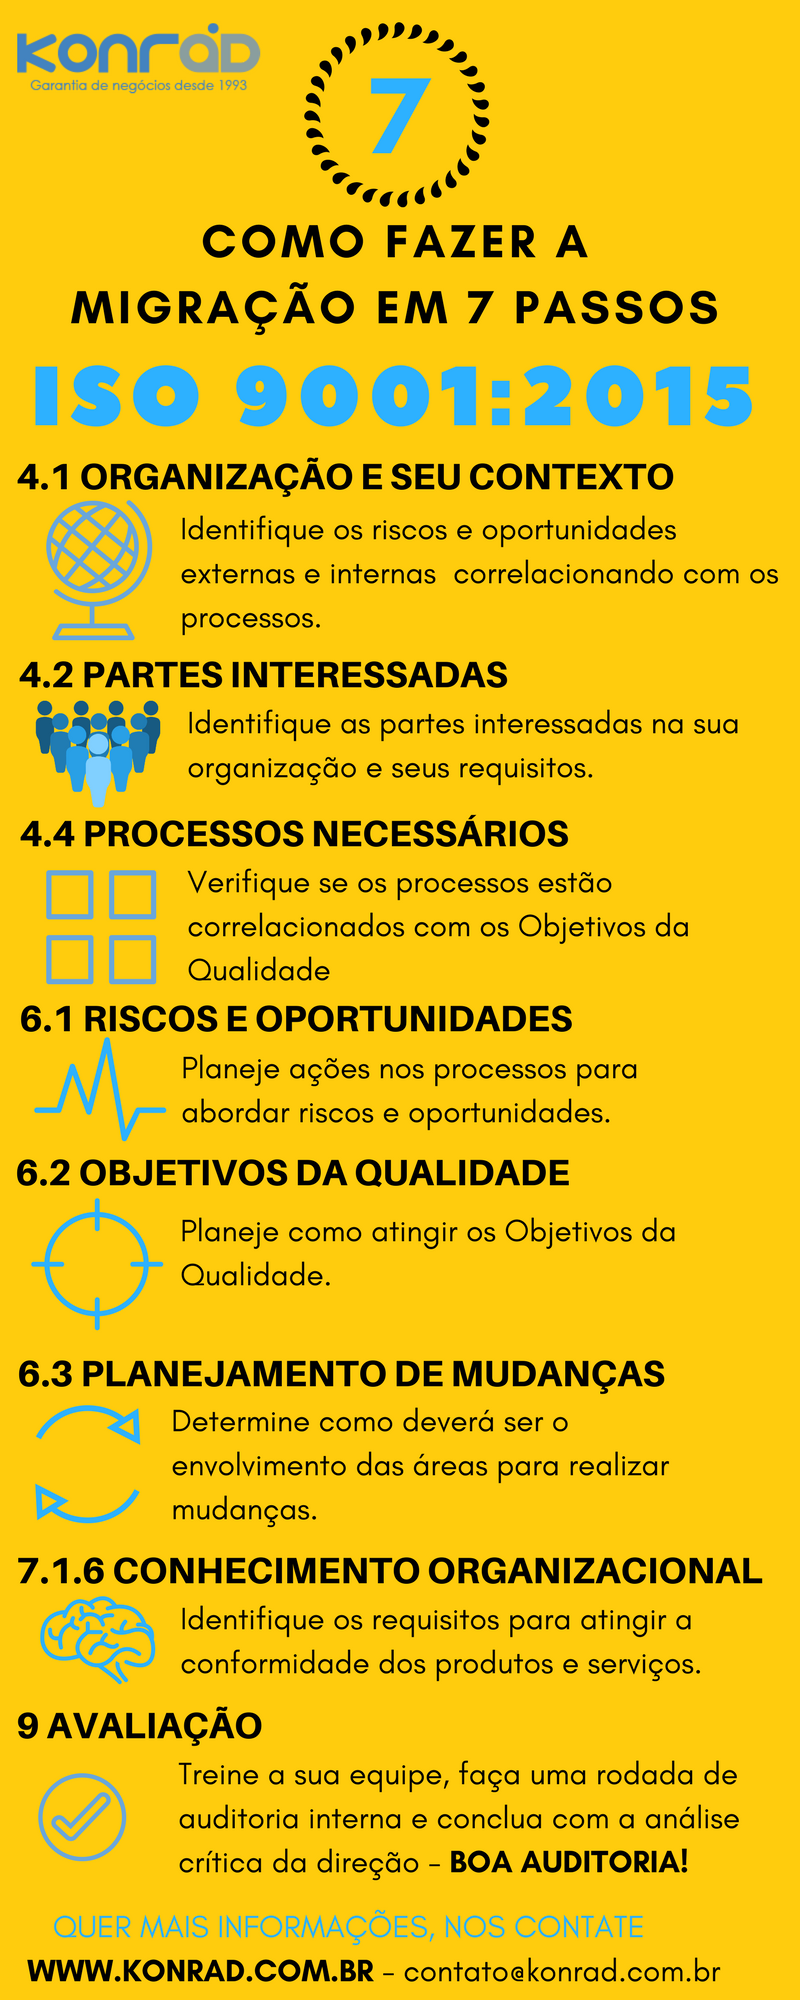 KONRAD
Garantia de negócios desde 1993
7
COMO FAZER A
MIGRAÇÃO EM 7 PASSOS
ISO 9001:2015
4.1 ORGANIZAÇÃO E SEU CONTEXTO
Identifique os riscos e oportunidades
externas e internas correlacionando com os
processos.
4.2 PARTES INTERESSADAS
Identifique as partes interessadas na sua
organização e seus requisitos.
4.4 PROCESSOS NECESSÁRIOS
Verifique se os processos estão
correlacionados com os Objetivos da
Qualidade
6.1 RISCOS E OPORTUNIDADES
Planeje ações nos processos para
abordar riscos e oportunidades.
6.2 OBJETIVOS DA QUALIDADE
Planeje como atingir os Objetivos da
Qualidade.
6.3 PLANEJAMENTO DE MUDANÇAS
Determine como deverá ser o
envolvimento das áreas para realizar
mudanças.
7.1.6 CONHECIMENTO ORGANIZACIONAL
Identifique os requisitos para atingir a
conformidade dos produtos e serviços.
9 AVALIAÇÃO
Treine a sua equipe, faça uma rodada de
auditoria interna e conclua com a análise
crítica da direção - BOA AUDITORIA!
QUER MAIS INFORMAÇÕES, NOS CONTATE
WWW.KONRAD.COM.BR - contato@konrad.com.br